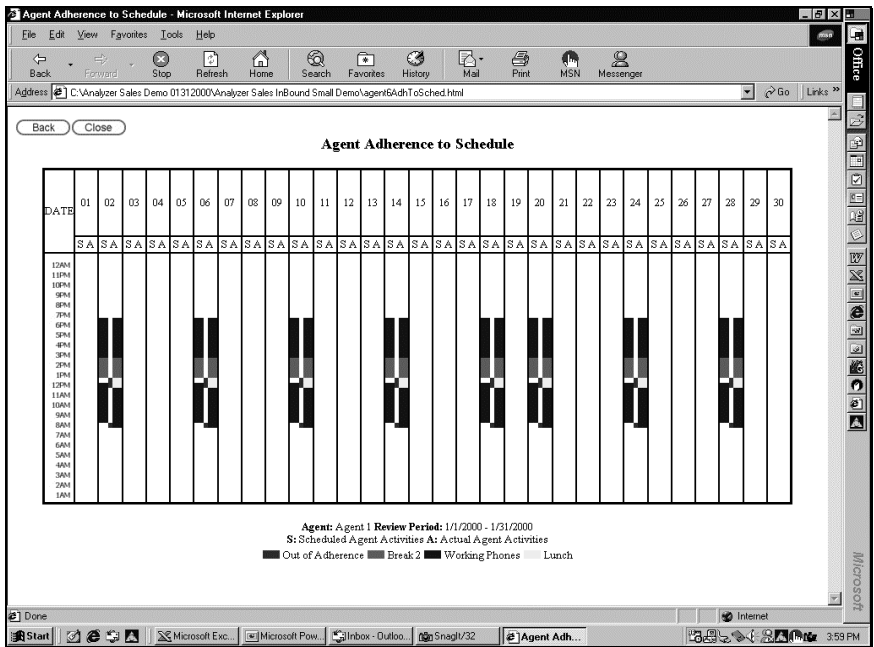 Agent Adherence to Schedule - Microsoft Internet Explorer
File Edit View Favorites Tools Help
Back Forward Stop Refresh Home Search Favorites History Mail Print MSN Messenger
Address C:\Analyzer Sales Demo 01312000\Analyzer Sales InBound Small Demo\agent6AdhToSched.html Go Links »
Office
Back Close
Agent Adherence to Schedule
DATE 01 02 03 04 05 06 07 08 09 10 11 12 13 14 15 16 17 18 19 20 21 22 23 24 25 26 27 28 29 30
S A S A S A S A S A S A S A S A S A S A S A S A S A S A S A S A S A S A S A S A S A S A S A S A S A S A S A S A S A S A
12AM
11PM
10PM
9PM
8PM
7PM
6PM
5PM
4PM
3PM
2PM
1PM
12PM
11AM
10AM
9AM
8AM
7AM
6AM
5AM
4AM
3AM
2AM
1AM
Agent: Agent 1 Review Period: 1/1/2000 - 1/31/2000
S: Scheduled Agent Activities A: Actual Agent Activities
Out of Adherence Break 2 Working Phones Lunch
Microsoft
Done Internet
Start Microsoft Exc... Microsoft Pow... Inbox - Outloo... SnagIt/32 Agent Adh... 3:59 PM